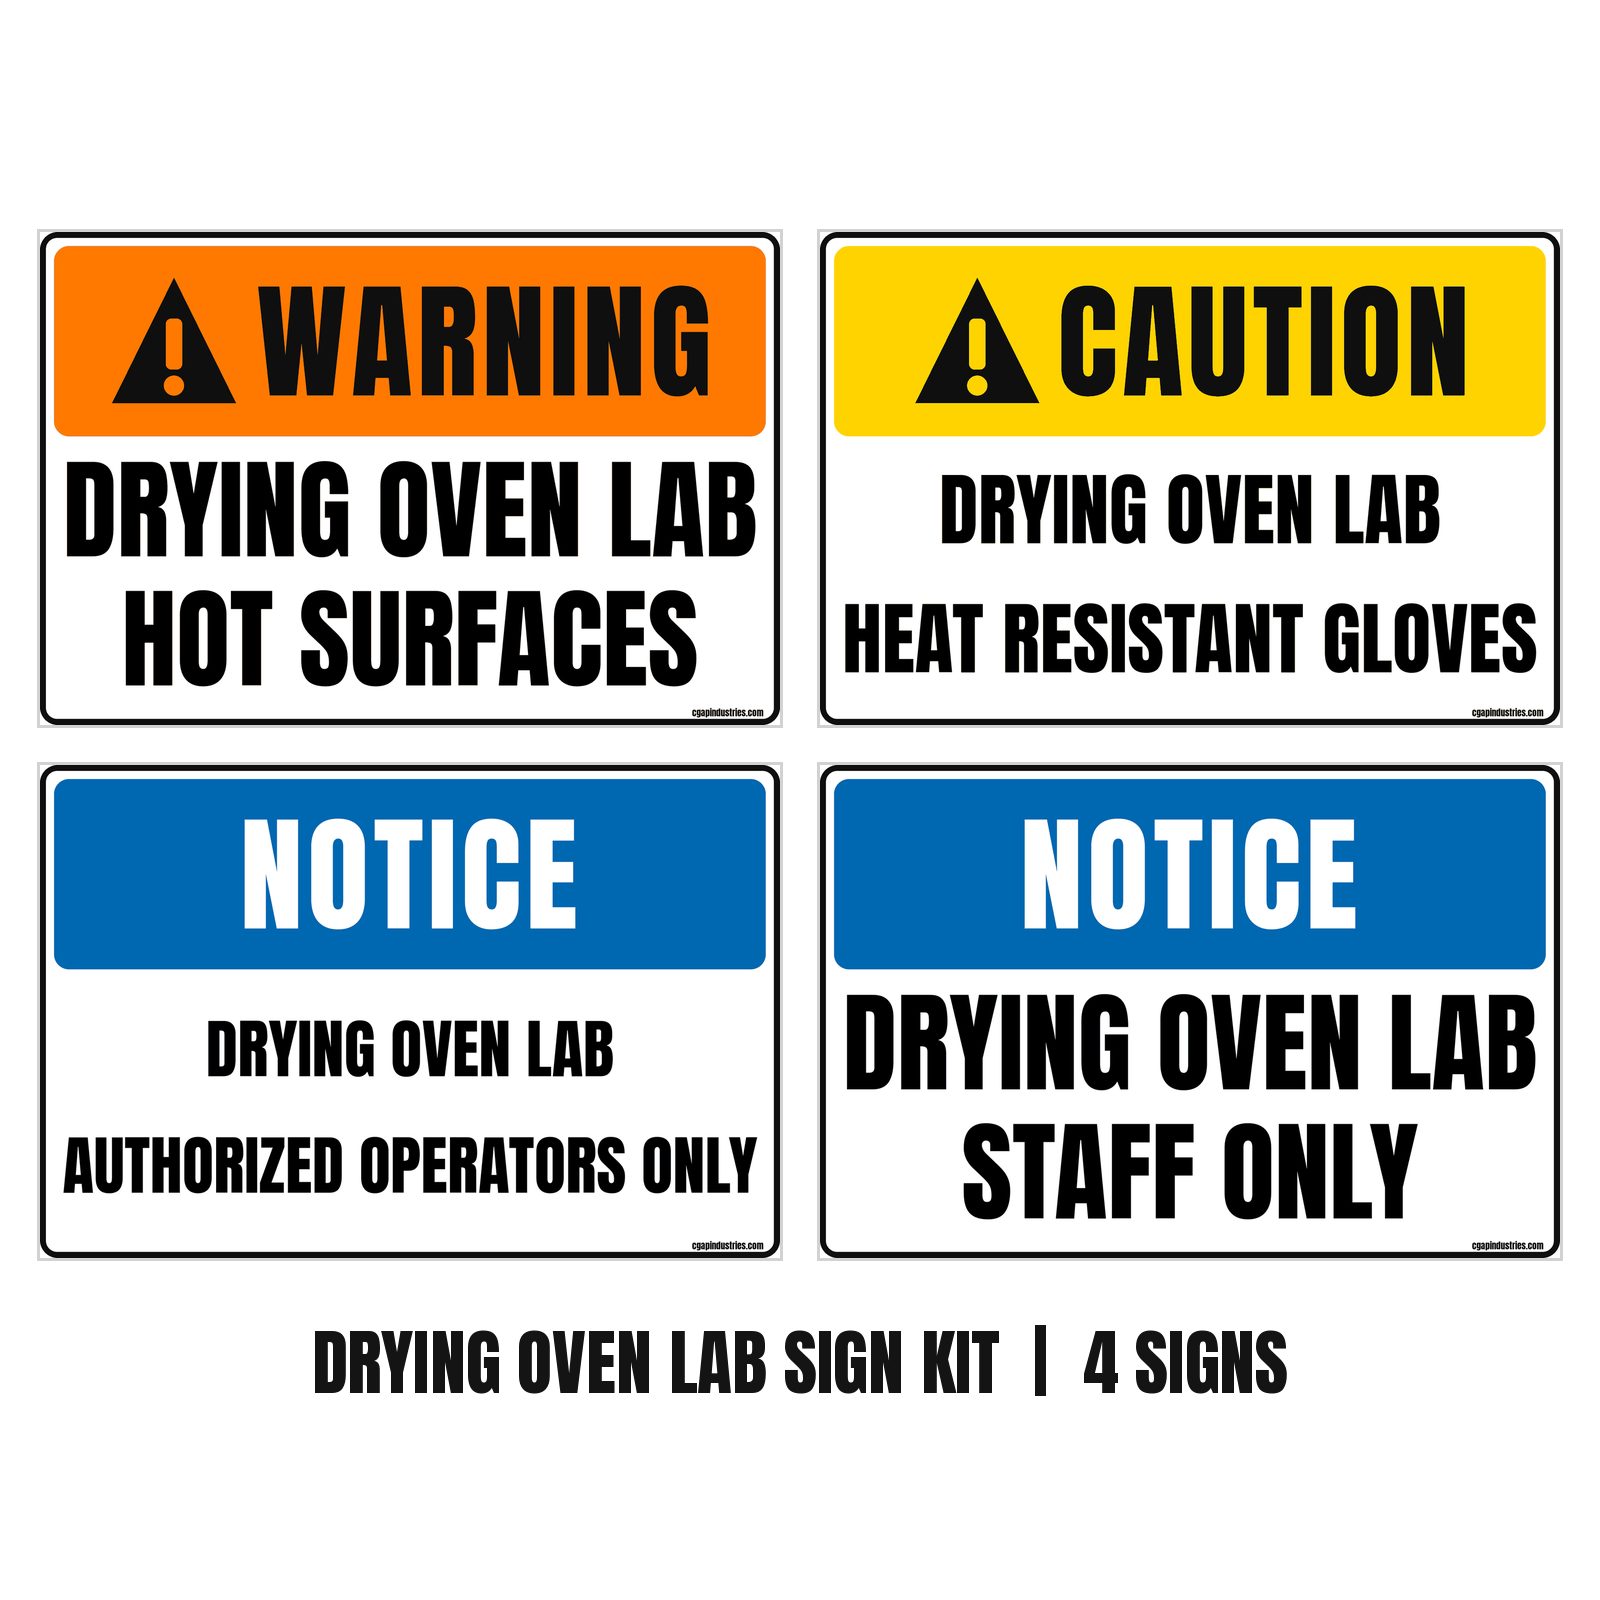 WARNING
DRYING OVEN LAB
HOT SURFACES
cgapindustries.com
CAUTION
DRYING OVEN LAB
HEAT RESISTANT GLOVES
cgapindustries.com
NOTICE
DRYING OVEN LAB
AUTHORIZED OPERATORS ONLY
cgapindustries.com
NOTICE
DRYING OVEN LAB
STAFF ONLY
cgapindustries.com
DRYING OVEN LAB SIGN KIT | 4 SIGNS